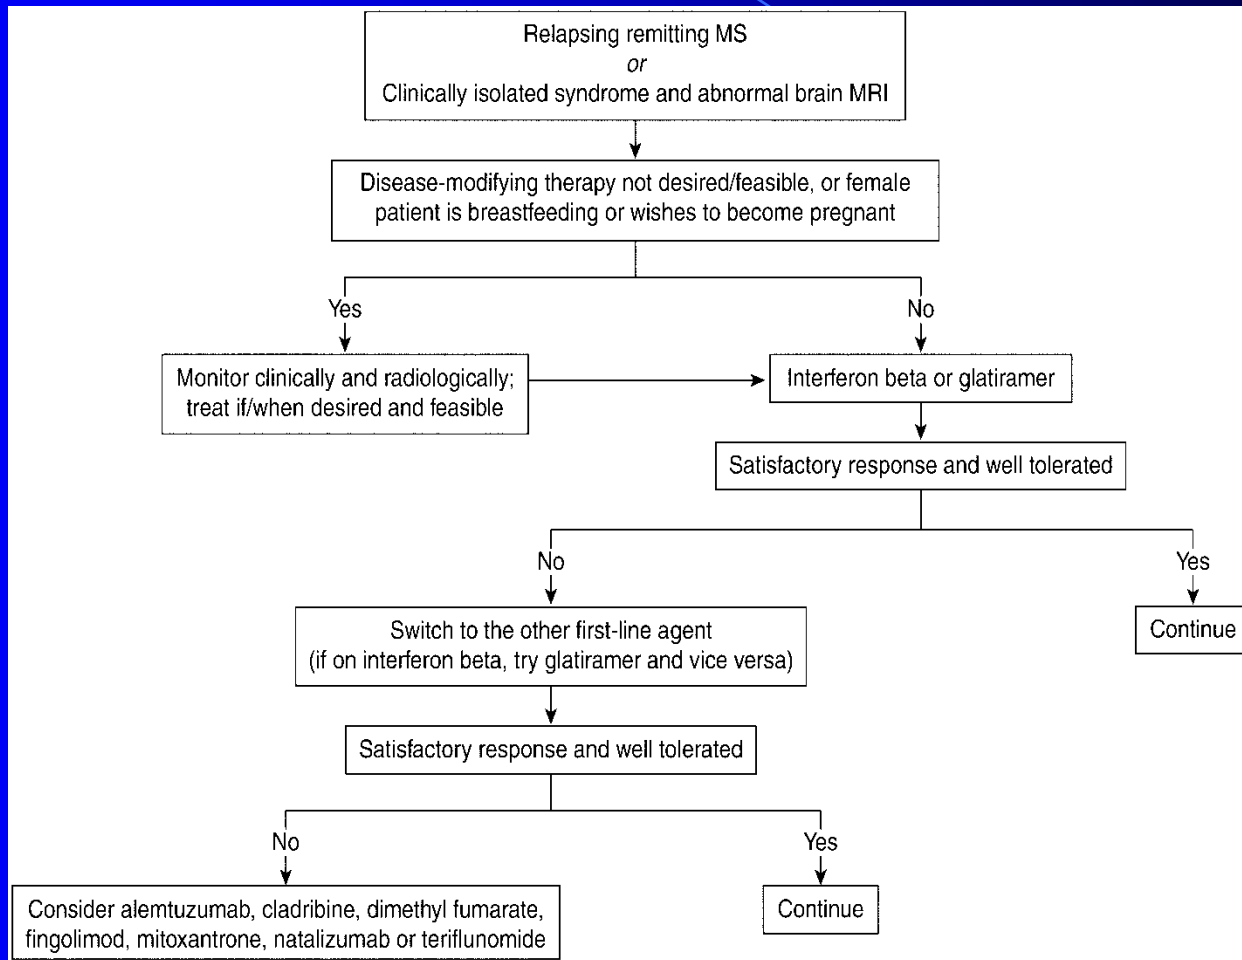 Relapsing remitting MS
or
Clinically isolated syndrome and abnormal brain MRI
Disease-modifying therapy not desired/feasible, or female
patient is breastfeeding or wishes to become pregnant
Yes
No
Monitor clinically and radiologically;
treat if/when desired and feasible
Interferon beta or glatiramer
Satisfactory response and well tolerated
No
Yes
Switch to the other first-line agent
(if on interferon beta, try glatiramer and vice versa)
Continue
Satisfactory response and well tolerated
No
Yes
Consider alemtuzumab, cladribine, dimethyl fumarate,
fingolimod, mitoxantrone, natalizumab or teriflunomide
Continue